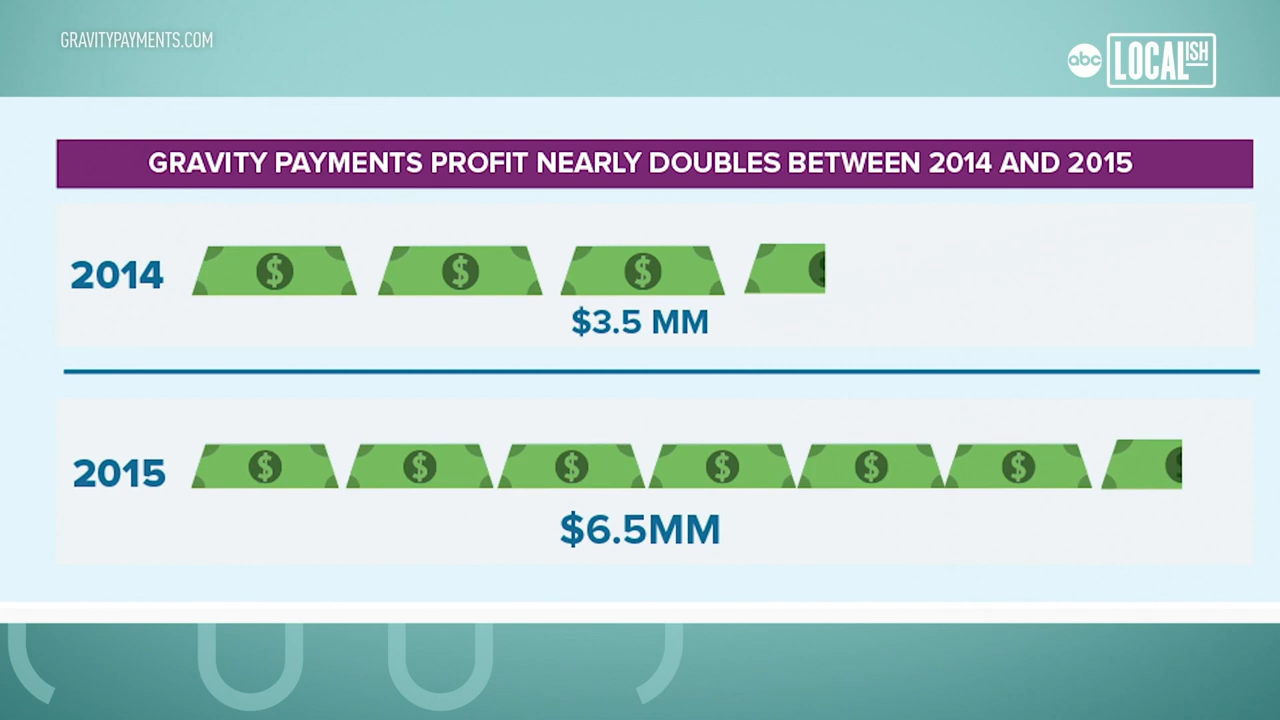 GRAVITYPAYMENTS.COM
abc LOCALISH
GRAVITY PAYMENTS PROFIT NEARLY DOUBLES BETWEEN 2014 AND 2015
2014
$ $ $
$3.5 MM
2015
$ $ $ $ $ $
$6.5MM